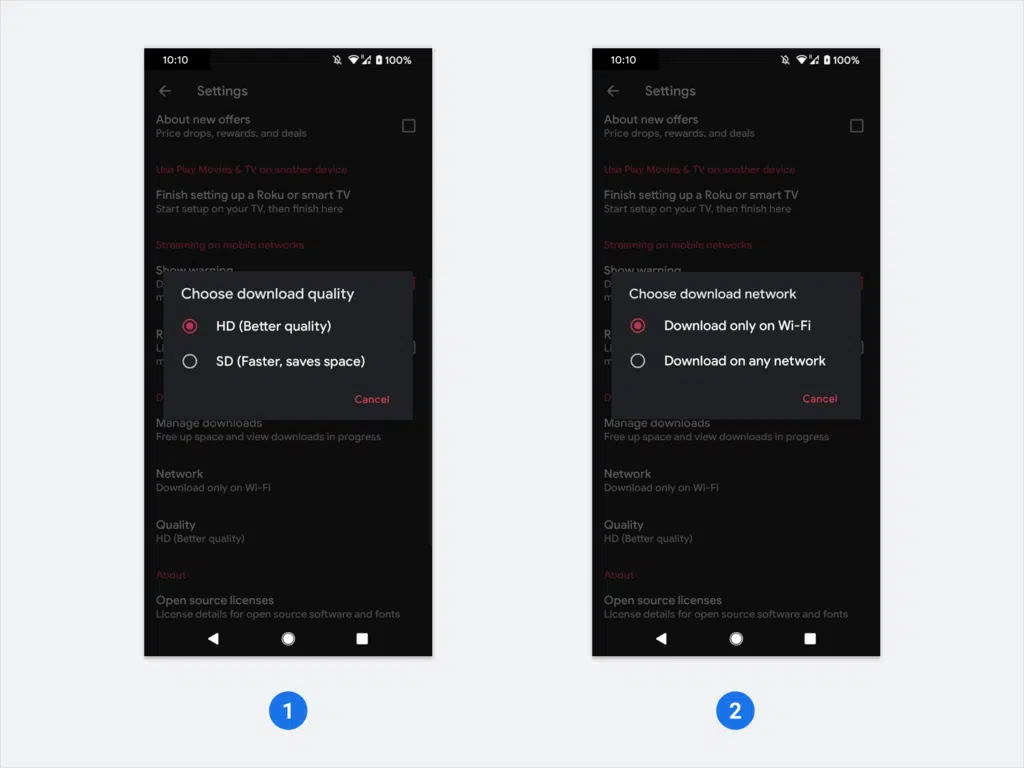 10:10
100%
Settings
About new offers
Price drops, rewards, and deals
Use Play Movies & TV on another device
Finish setting up a Roku or smart TV
Start setup on your TV, then finish here
Streaming on mobile networks
Show warning
Choose download quality
HD (Better quality)
SD (Faster, saves space)
Cancel
Manage downloads
Free up space and view downloads in progress
Network
Download only on Wi-Fi
Quality
HD (Better quality)
About
Open source licenses
License details for open source software and fonts
1
10:10
100%
Settings
About new offers
Price drops, rewards, and deals
Use Play Movies & TV on another device
Finish setting up a Roku or smart TV
Start setup on your TV, then finish here
Streaming on mobile networks
Show warning
Choose download network
Download only on Wi-Fi
Download on any network
Cancel
Manage downloads
Free up space and view downloads in progress
Network
Download only on Wi-Fi
Quality
HD (Better quality)
About
Open source licenses
License details for open source software and fonts
2